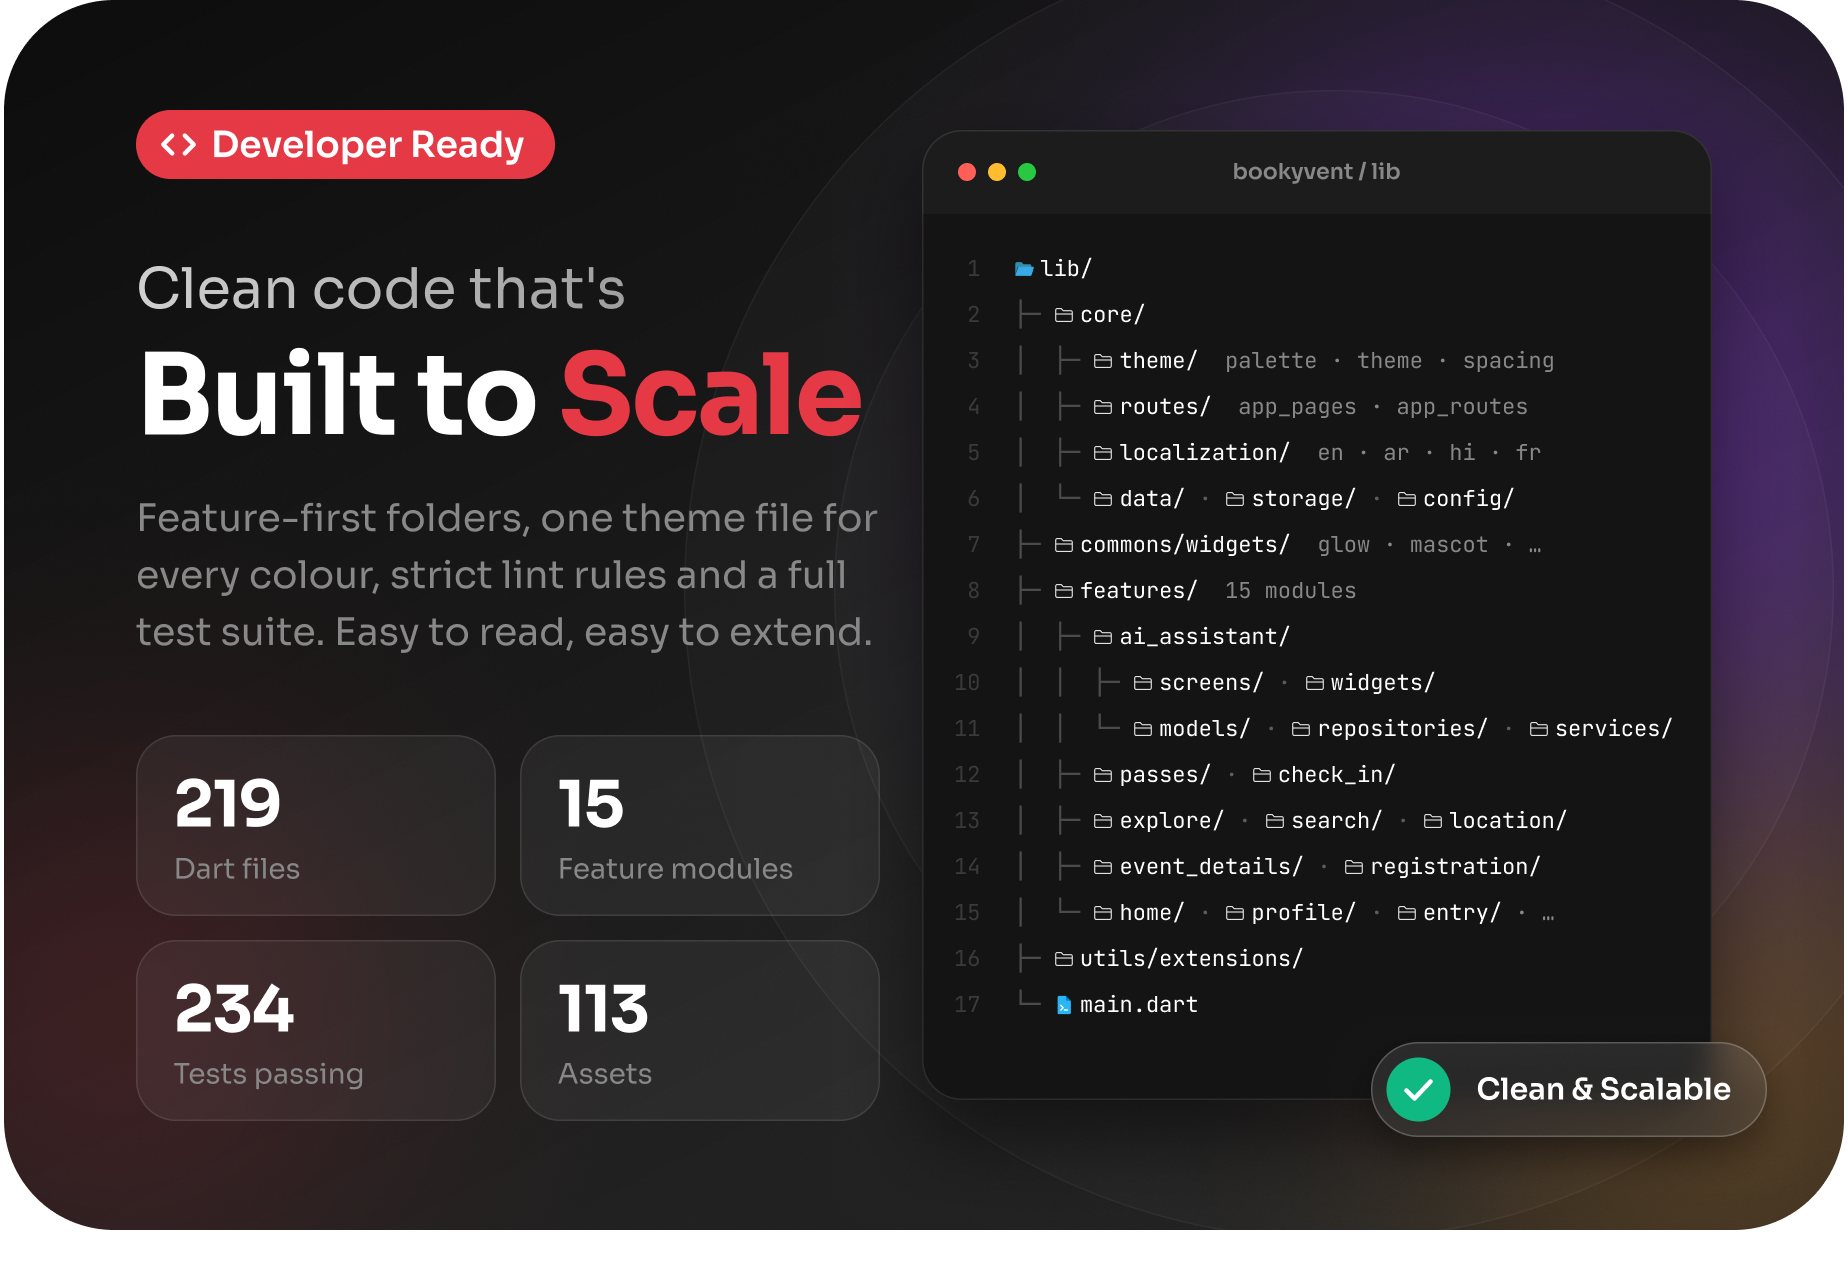 Developer Ready
Clean code that's
Built to Scale
Feature-first folders, one theme file for
every colour, strict lint rules and a full
test suite. Easy to read, easy to extend.
219
Dart files
15
Feature modules
234
Tests passing
113
Assets
bookyvent / lib
1 lib/
2 ├─ core/
3 │ ├─ theme/ palette · theme · spacing
4 │ ├─ routes/ app_pages · app_routes
5 │ ├─ localization/ en · ar · hi · fr
6 │ └─ data/ · storage/ · config/
7 ├─ commons/widgets/ glow · mascot · …
8 ├─ features/ 15 modules
9 │ ├─ ai_assistant/
10 │ │ ├─ screens/ · widgets/
11 │ │ └─ models/ · repositories/ · services/
12 │ ├─ passes/ · check_in/
13 │ ├─ explore/ · search/ · location/
14 │ ├─ event_details/ · registration/
15 │ └─ home/ · profile/ · entry/ · …
16 ├─ utils/extensions/
17 └─ main.dart
Clean & Scalable